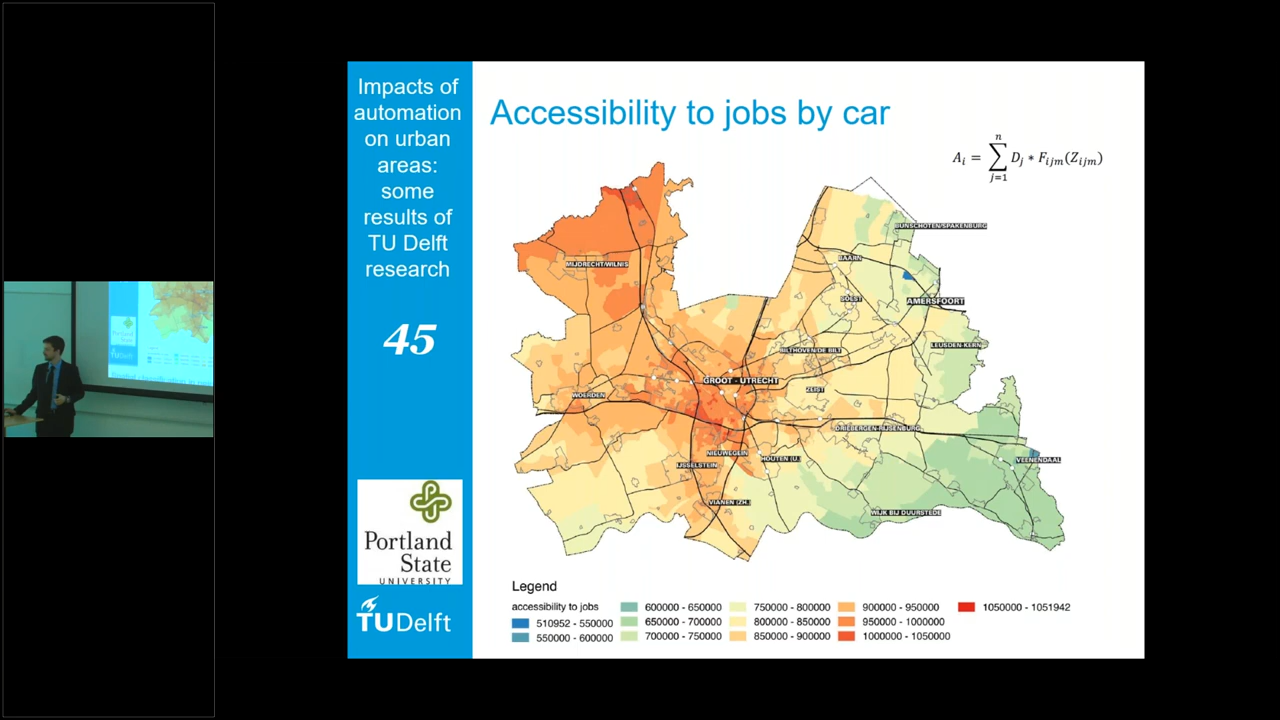 Impacts of
automation
on urban
areas:
some
results of
TU Delft
research
45
Portland
State
UNIVERSITY
TUDelft
Accessibility to jobs by car
A_i = \sum_{j=1}^{n} D_j * F_{ijm}(Z_{ijm})
BUNSCHOTEN/SPAKENBURG
BAARN
MIJDRECHT/WILNIS
SOEST
AMERSFOORT
LEUSDEN-KERN
BILTHOVEN/DE BILT
GROOT - UTRECHT
ZEIST
WOERDEN
DRIEBERGEN-RIJSENBURG
NIEUWEGEIN
HOUTEN (U.)
VEENENDAAL
IJSSELSTEIN
VIANEN (ZH.)
WIJK BIJ DUURSTEDE
Legend
accessibility to jobs
510952 - 550000
550000 - 600000
600000 - 650000
650000 - 700000
700000 - 750000
750000 - 800000
800000 - 850000
850000 - 900000
900000 - 950000
950000 - 1000000
1000000 - 1050000
1050000 - 1051942